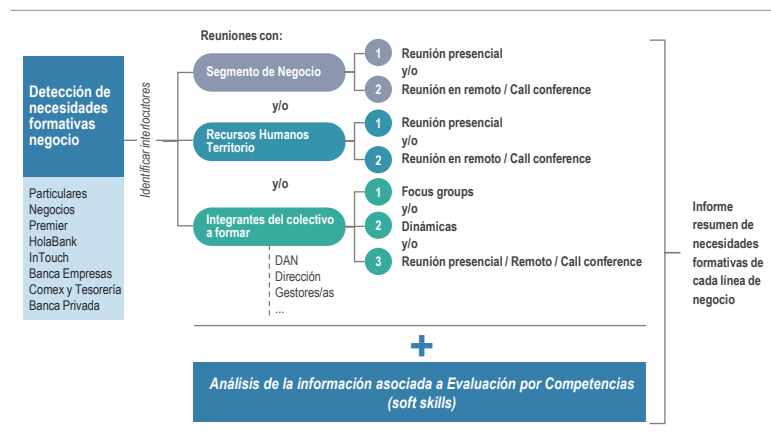 Detección de
necesidades
formativas
negocio
Particulares
Negocios
Premier
HolaBank
InTouch
Banca Empresas
Comex y Tesorería
Banca Privada
Identificar interlocutores
Reuniones con:
Segmento de Negocio
1 Reunión presencial
y/o
2 Reunión en remoto / Call conference
y/o
Recursos Humanos
Territorio
1 Reunión presencial
y/o
2 Reunión en remoto / Call conference
y/o
Integrantes del colectivo
a formar
1 Focus groups
y/o
2 Dinámicas
y/o
3 Reunión presencial / Remoto / Call conference
DAN
Dirección
Gestores/as
...
+
Análisis de la información asociada a Evaluación por Competencias
(soft skills)
Informe
resumen de
necesidades
formativas de
cada línea de
negocio